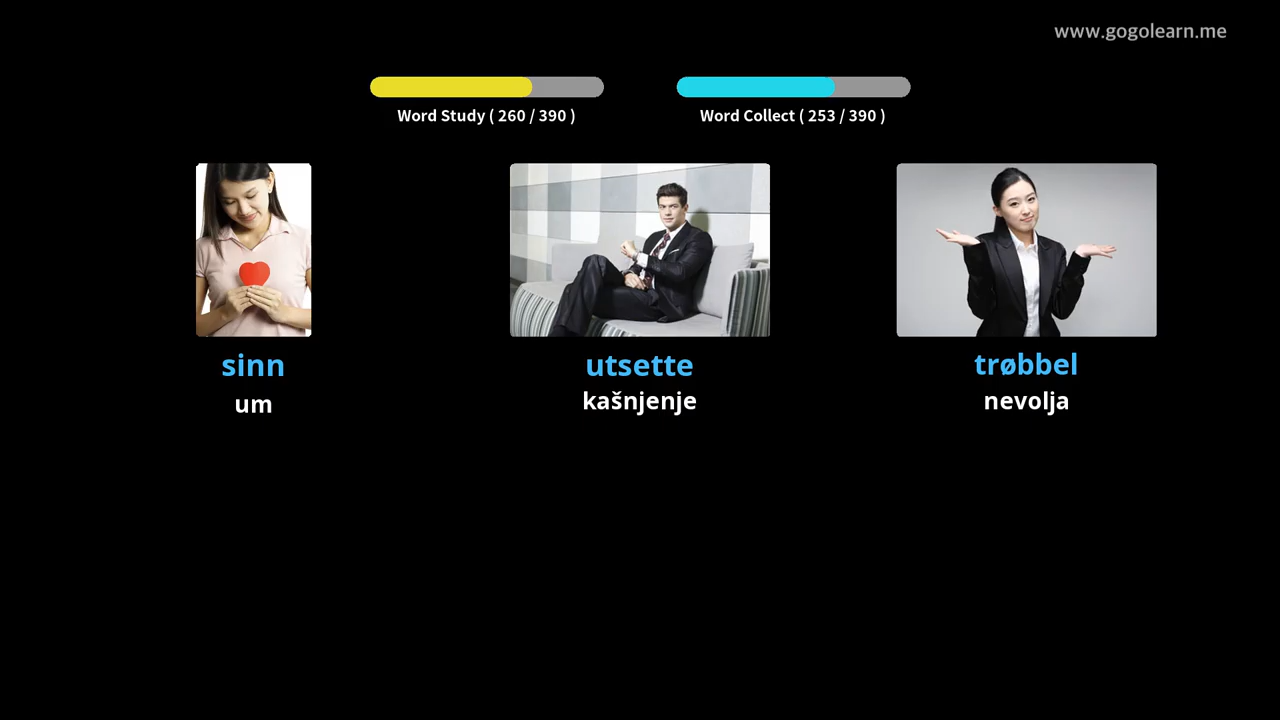 www.gogolearn.me
Word Study ( 260 / 390 )
Word Collect ( 253 / 390 )
sinn
utsette
trøbbel
um
kašnjenje
nevolja